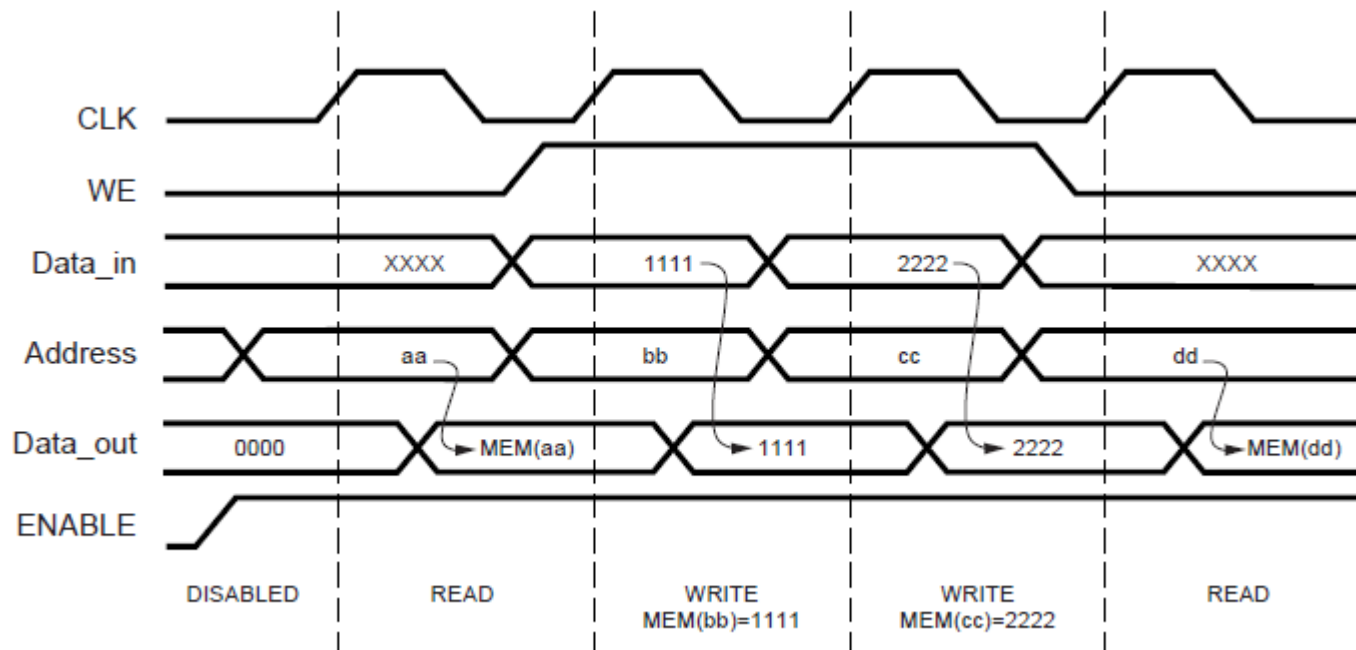 CLK
WE
Data_in XXXX 1111 2222 XXXX
Address aa bb cc dd
Data_out 0000 MEM(aa) 1111 2222 MEM(dd)
ENABLE
DISABLED READ WRITE WRITE READ
MEM(bb)=1111 MEM(cc)=2222